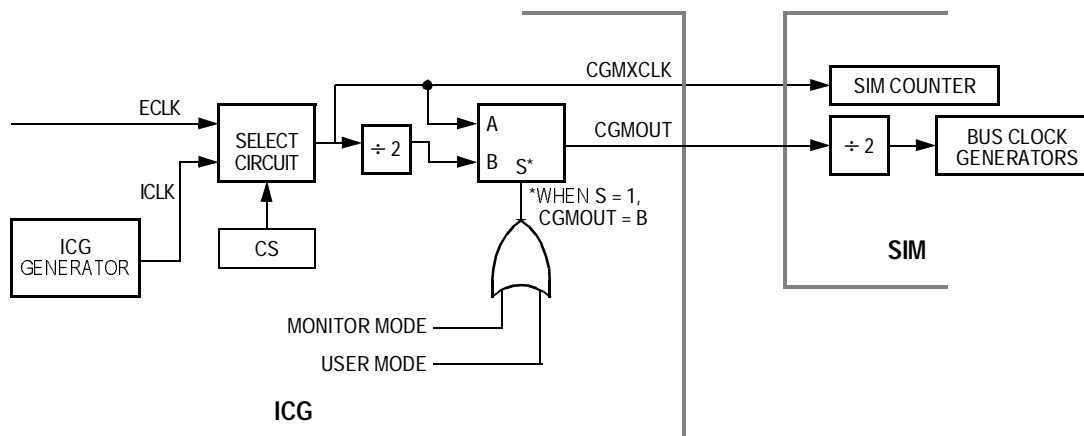 CGMXCLK
SIM COUNTER
ECLK
SELECT
CIRCUIT
÷ 2
A
B
S*
CGMOUT
÷ 2
BUS CLOCK
GENERATORS
ICLK
*WHEN S = 1,
CGMOUT = B
ICG
GENERATOR
CS
SIM
MONITOR MODE
USER MODE
ICG